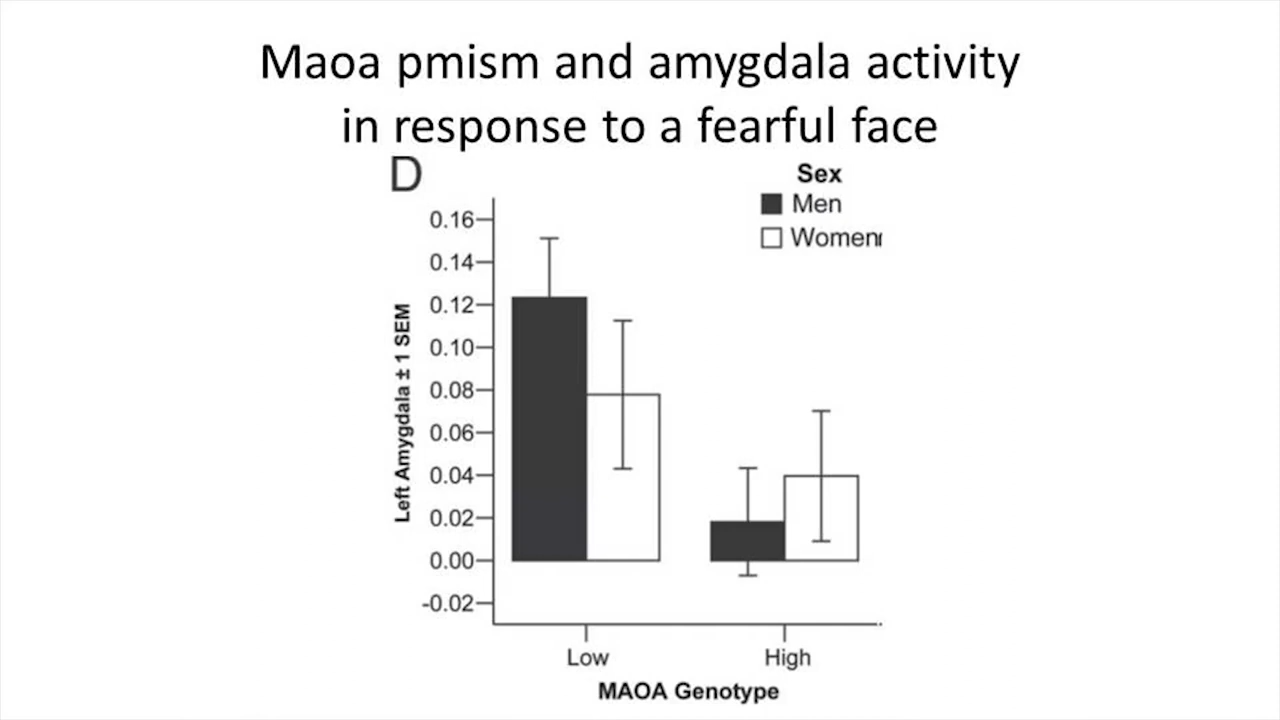 Maoa pmism and amygdala activity
in response to a fearful face
D
Sex
Men
Women
0.16
0.14
0.12
0.10
0.08
0.06
0.04
0.02
0.00
-0.02
Left Amygdala ± 1 SEM
Low High
MAOA Genotype